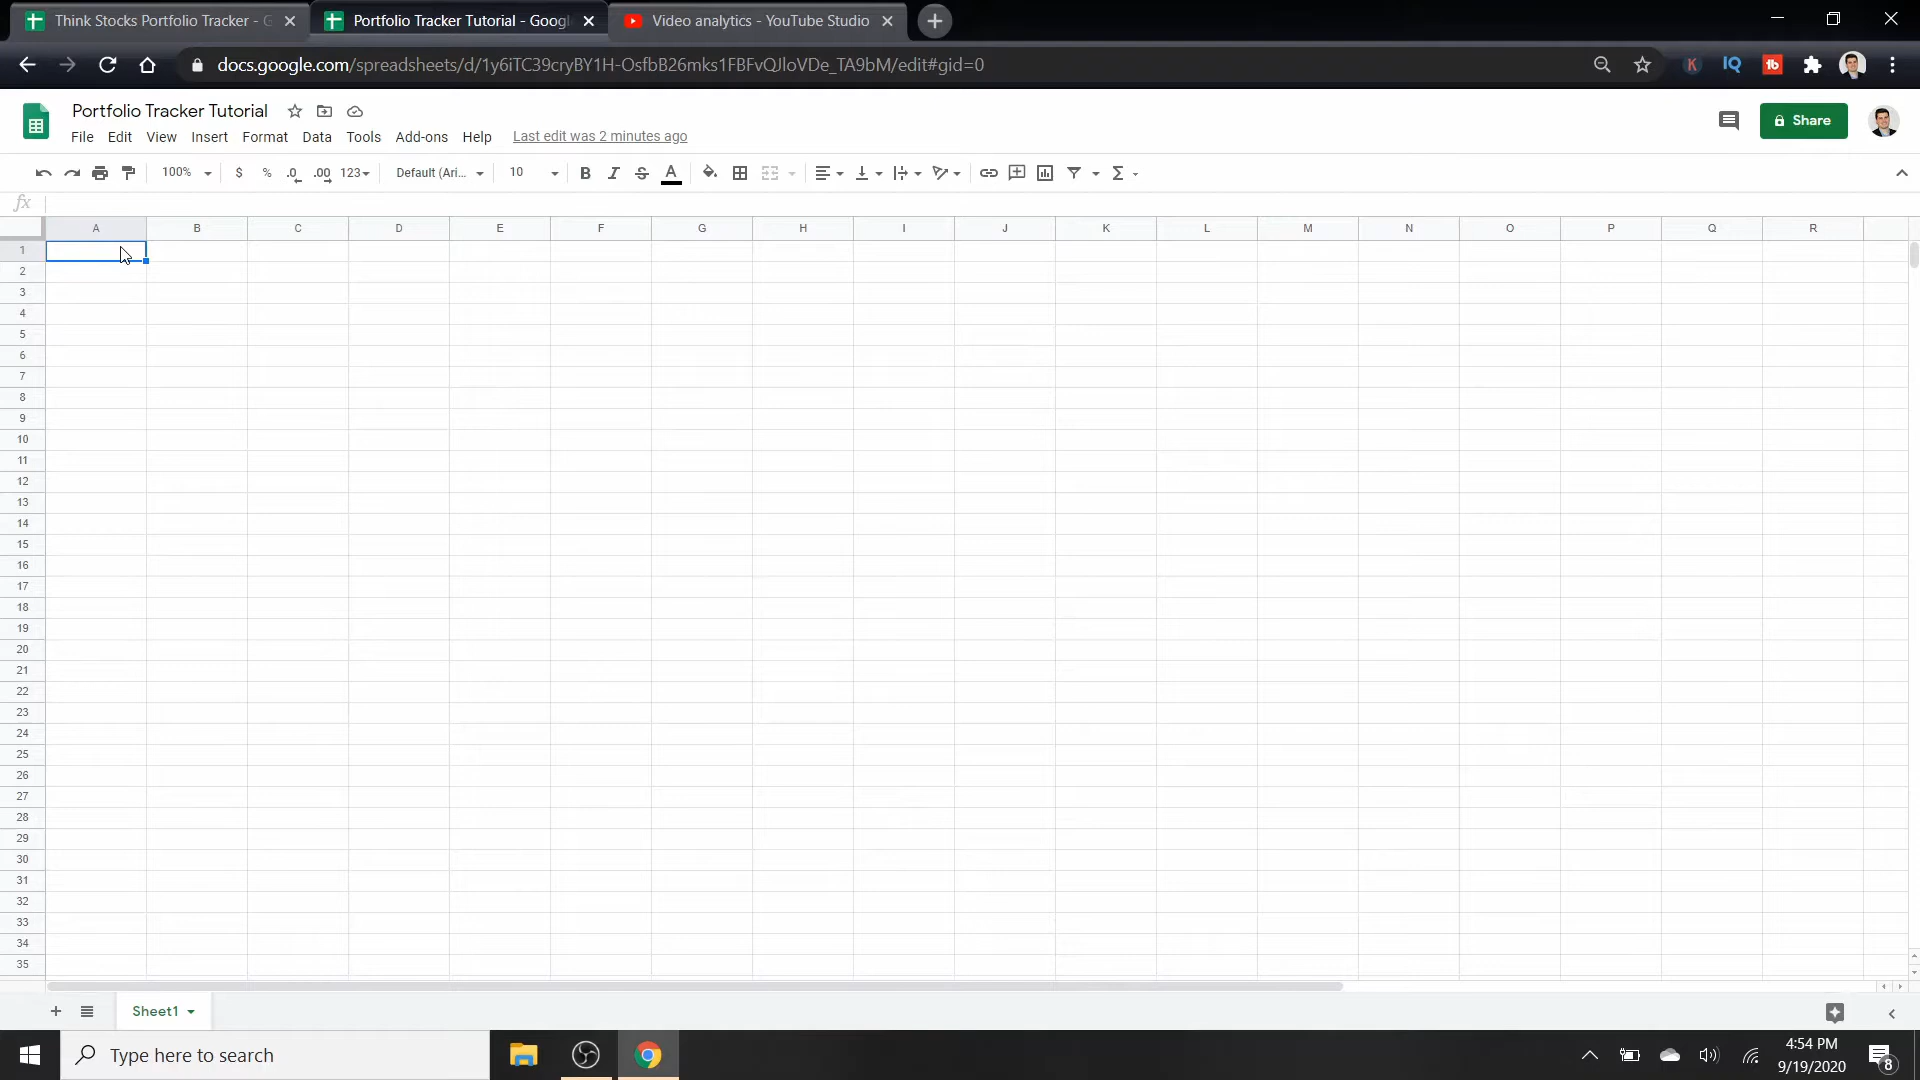 Think Stocks Portfolio Tracker - G
Portfolio Tracker Tutorial - Googl
Video analytics - YouTube Studio
docs.google.com/spreadsheets/d/1y6iTC39cryBY1H-OsfbB26mks1FBFvQJloVDe_TA9bM/edit#gid=0
K
IQ
tb
Portfolio Tracker Tutorial
File Edit View Insert Format Data Tools Add-ons Help Last edit was 2 minutes ago
Share
100% $ % .0 .00 123 Default (Ari... 10 B I S A Σ
fx
A B C D E F G H I J K L M N O P Q R
1
2
3
4
5
6
7
8
9
10
11
12
13
14
15
16
17
18
19
20
21
22
23
24
25
26
27
28
29
30
31
32
33
34
35
Sheet1
Type here to search
4:54 PM
9/19/2020
8